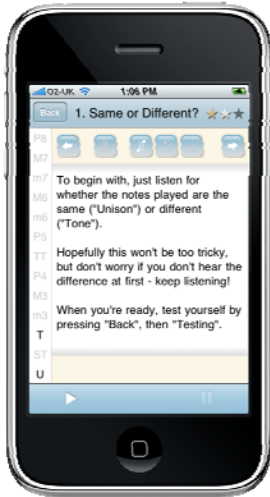 O2-UK 1:06 PM
Back 1. Same or Different?
P8
M7
m7
M6
m6
P5
TT
P4
M3
m3
T
ST
U
To begin with, just listen for
whether the notes played are the
same ("Unison") or different
("Tone").
Hopefully this won't be too tricky,
but don't worry if you don't hear the
difference at first - keep listening!
When you're ready, test yourself by
pressing "Back", then "Testing".